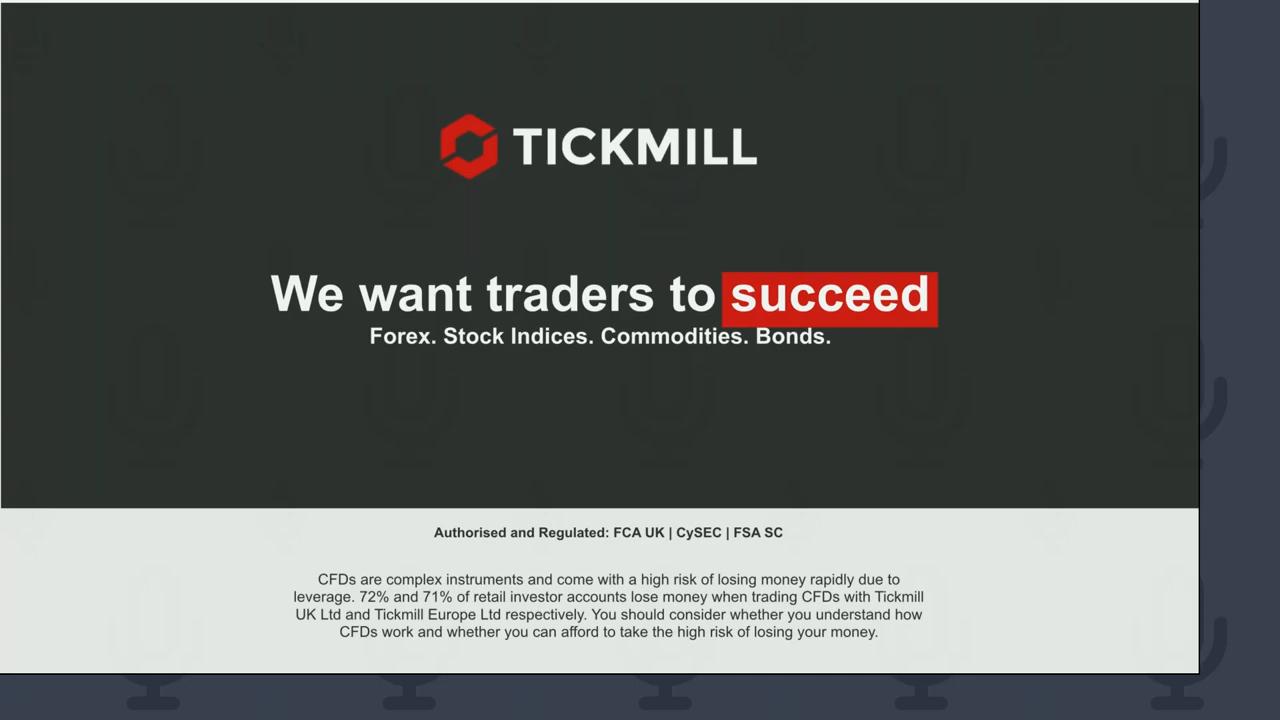 TICKMILL
We want traders to succeed
Forex. Stock Indices. Commodities. Bonds.
Authorised and Regulated: FCA UK | CySEC | FSA SC
CFDs are complex instruments and come with a high risk of losing money rapidly due to
leverage. 72% and 71% of retail investor accounts lose money when trading CFDs with Tickmill
UK Ltd and Tickmill Europe Ltd respectively. You should consider whether you understand how
CFDs work and whether you can afford to take the high risk of losing your money.